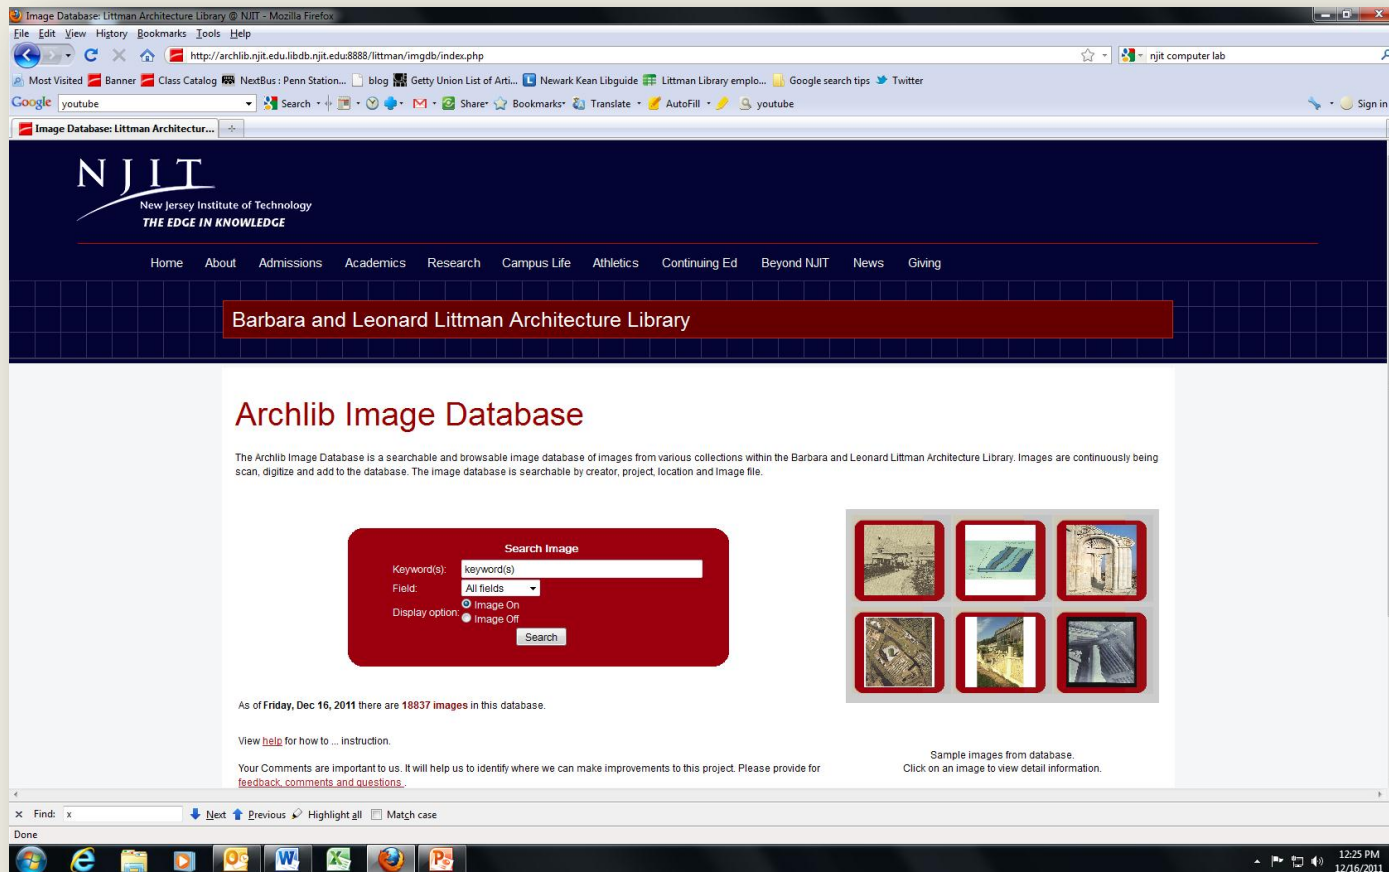 Image Database: Littman Architecture Library @ NJIT - Mozilla Firefox
File Edit View History Bookmarks Tools Help
http://archlib.njit.edu.libdb.njit.edu:8888/littman/imgdb/index.php njit computer lab
Most Visited Banner Class Catalog NextBus : Penn Station... blog Getty Union List of Arti... Newark Kean Libguide Littman Library emplo... Google search tips Twitter
Google youtube Search Share Bookmarks Translate AutoFill youtube Sign in
Image Database: Littman Architectur...
NJIT
New Jersey Institute of Technology
THE EDGE IN KNOWLEDGE
Home About Admissions Academics Research Campus Life Athletics Continuing Ed Beyond NJIT News Giving
Barbara and Leonard Littman Architecture Library
Archlib Image Database
The Archlib Image Database is a searchable and browsable image database of images from various collections within the Barbara and Leonard Littman Architecture Library. Images are continuously being
scan, digitize and add to the database. The image database is searchable by creator, project, location and Image file.
Search Image
Keyword(s): keyword(s)
Field: All fields
Display option: Image On
Image Off
Search
As of Friday, Dec 16, 2011 there are 18837 images in this database.
View help for how to ... instruction.
Your Comments are important to us. It will help us to identify where we can make improvements to this project. Please provide for
feedback, comments and questions .
Sample images from database.
Click on an image to view detail information.
x Find: x Next Previous Highlight all Match case
Done
12:25 PM
12/16/2011